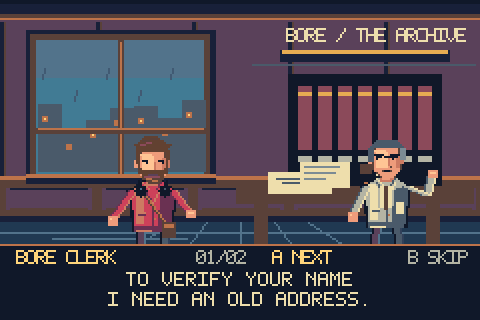 BORE / THE ARCHIVE
BORE CLERK 01/02 A NEXT B SKIP
TO VERIFY YOUR NAME
I NEED AN OLD ADDRESS.